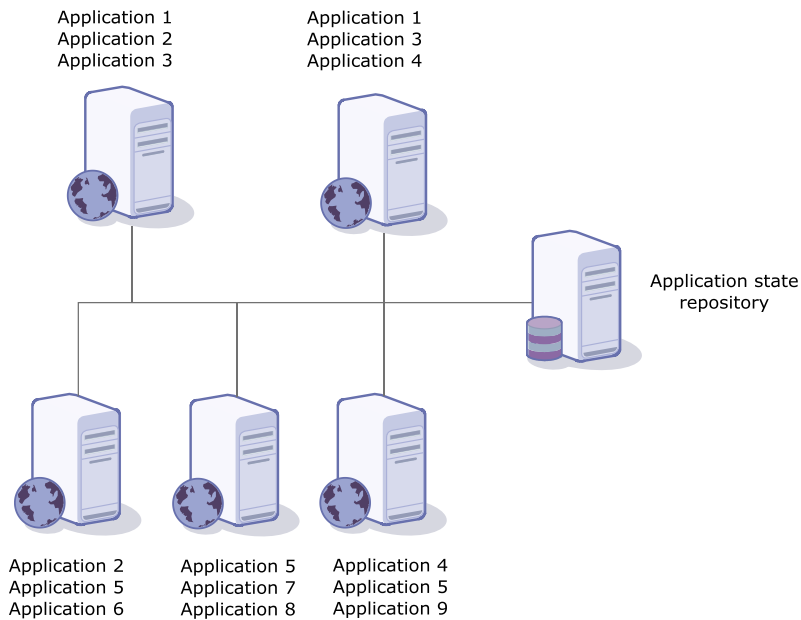 Application 1
Application 2
Application 3
Application 1
Application 3
Application 4
Application state
repository
Application 2
Application 5
Application 6
Application 5
Application 7
Application 8
Application 4
Application 5
Application 9